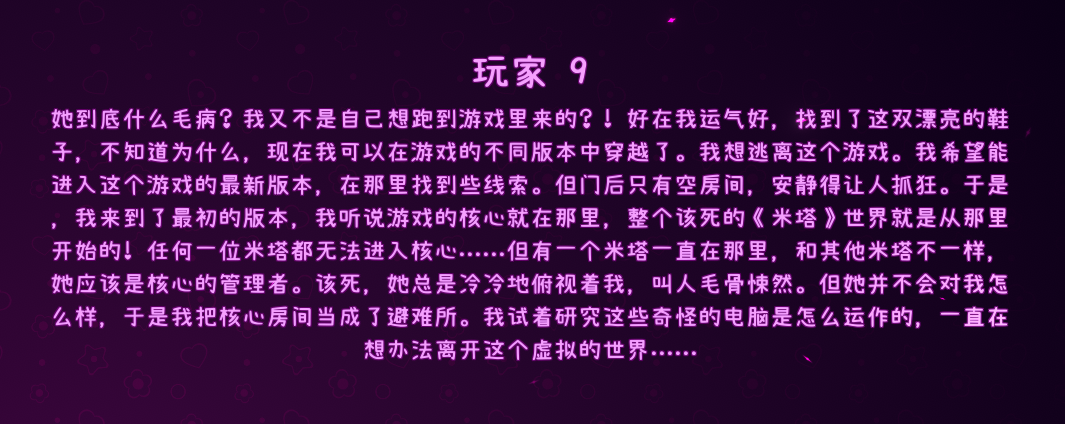 玩家 9
她到底什么毛病？我又不是自己想跑到游戏里来的？！好在我运气好，找到了这双漂亮的鞋
子，不知道为什么，现在我可以在游戏的不同版本中穿越了。我想逃离这个游戏。我希望能
进入这个游戏的最新版本，在那里找到些线索。但门后只有空房间，安静得让人抓狂。于是
，我来到了最初的版本，我听说游戏的核心就在那里，整个该死的《米塔》世界就是从那里
开始的！任何一位米塔都无法进入核心……但有一个米塔一直在那里，和其他米塔不一样，
她应该是核心的管理者。该死，她总是冷冷地俯视着我，叫人毛骨悚然。但她并不会对我怎
么样，于是我把核心房间当成了避难所。我试着研究这些奇怪的电脑是怎么运作的，一直在
想办法离开这个虚拟的世界……